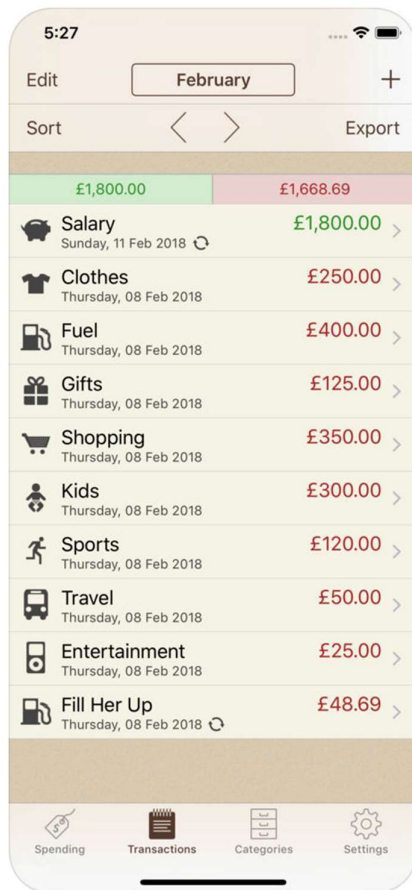 5:27
Edit
February
+
Sort
Export
£1,800.00
£1,668.69
Salary
£1,800.00
Sunday, 11 Feb 2018
Clothes
£250.00
Thursday, 08 Feb 2018
Fuel
£400.00
Thursday, 08 Feb 2018
Gifts
£125.00
Thursday, 08 Feb 2018
Shopping
£350.00
Thursday, 08 Feb 2018
Kids
£300.00
Thursday, 08 Feb 2018
Sports
£120.00
Thursday, 08 Feb 2018
Travel
£50.00
Thursday, 08 Feb 2018
Entertainment
£25.00
Thursday, 08 Feb 2018
Fill Her Up
£48.69
Thursday, 08 Feb 2018
Spending
Transactions
Categories
Settings